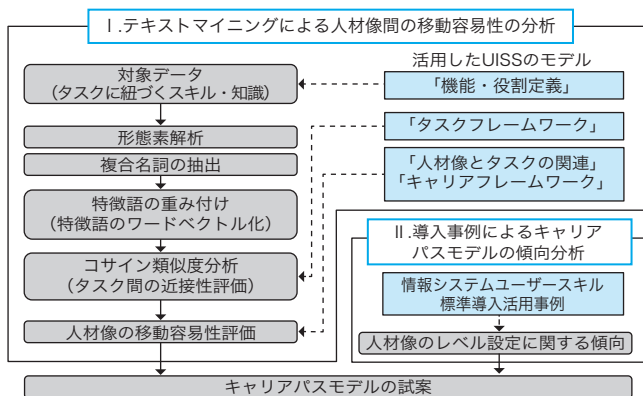 Ⅰ.テキストマイニングによる人材像間の移動容易性の分析
対象データ
(タスクに紐づくスキル・知識)
形態素解析
複合名詞の抽出
特徴語の重み付け
(特徴語のワードベクトル化)
コサイン類似度分析
(タスク間の近接性評価)
人材像の移動容易性評価
活用したUISSのモデル
「機能・役割定義」
「タスクフレームワーク」
「人材像とタスクの関連」
「キャリアフレームワーク」
Ⅱ.導入事例によるキャリア
パスモデルの傾向分析
情報システムユーザースキル
標準導入活用事例
人材像のレベル設定に関する傾向
キャリアパスモデルの試案